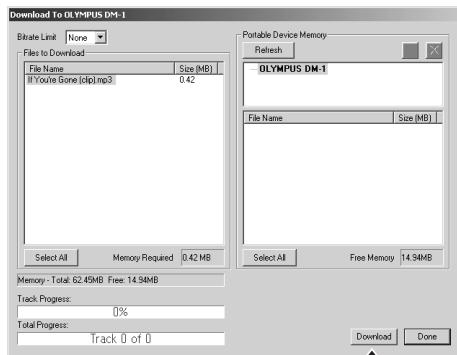 Download To OLYMPUS DM-1
Bitrate Limit None
Files to Download
File Name Size (MB)
If You're Gone (clip).mp3 0.42
Select All Memory Required 0.42 MB
Memory - Total: 62.45MB Free: 14.94MB
Track Progress:
0%
Total Progress:
Track 0 of 0
Portable Device Memory
Refresh
OLYMPUS DM-1
File Name Size (MB)
Select All Free Memory 14.94MB
Download Done